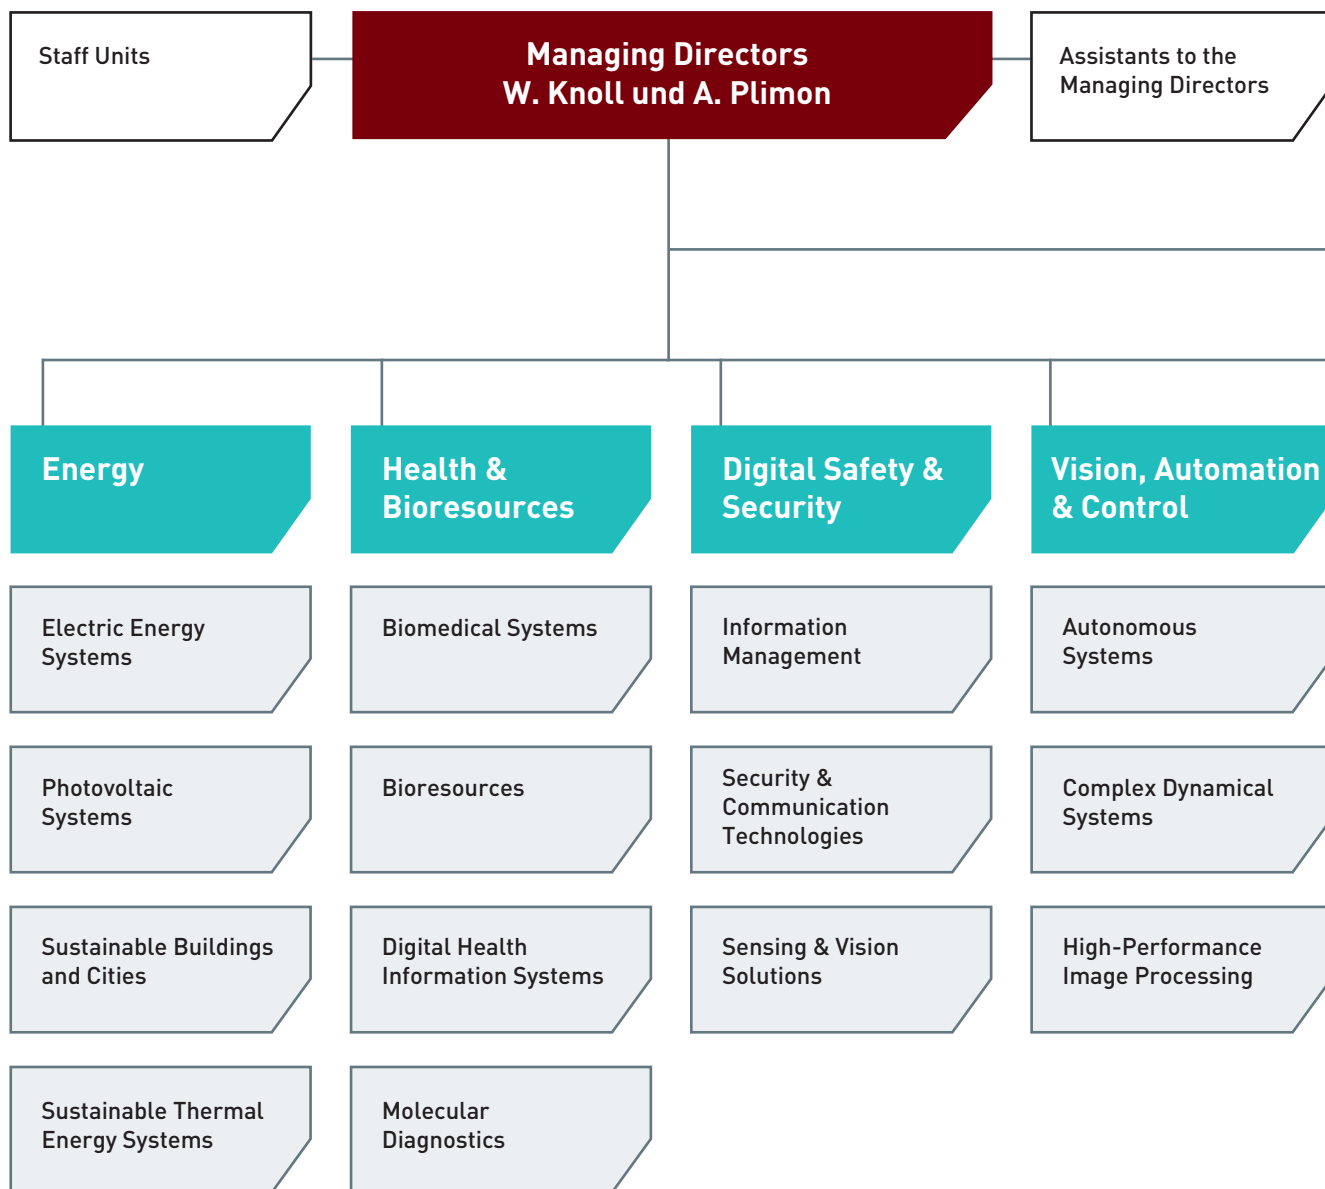 Staff Units
Managing Directors
W. Knoll und A. Plimon
Assistants to the
Managing Directors
Energy
Health &
Bioresources
Digital Safety &
Security
Vision, Automation
& Control
Electric Energy
Systems
Biomedical Systems
Information
Management
Autonomous
Systems
Photovoltaic
Systems
Bioresources
Security &
Communication
Technologies
Complex Dynamical
Systems
Sustainable Buildings
and Cities
Digital Health
Information Systems
Sensing & Vision
Solutions
High-Performance
Image Processing
Sustainable Thermal
Energy Systems
Molecular
Diagnostics